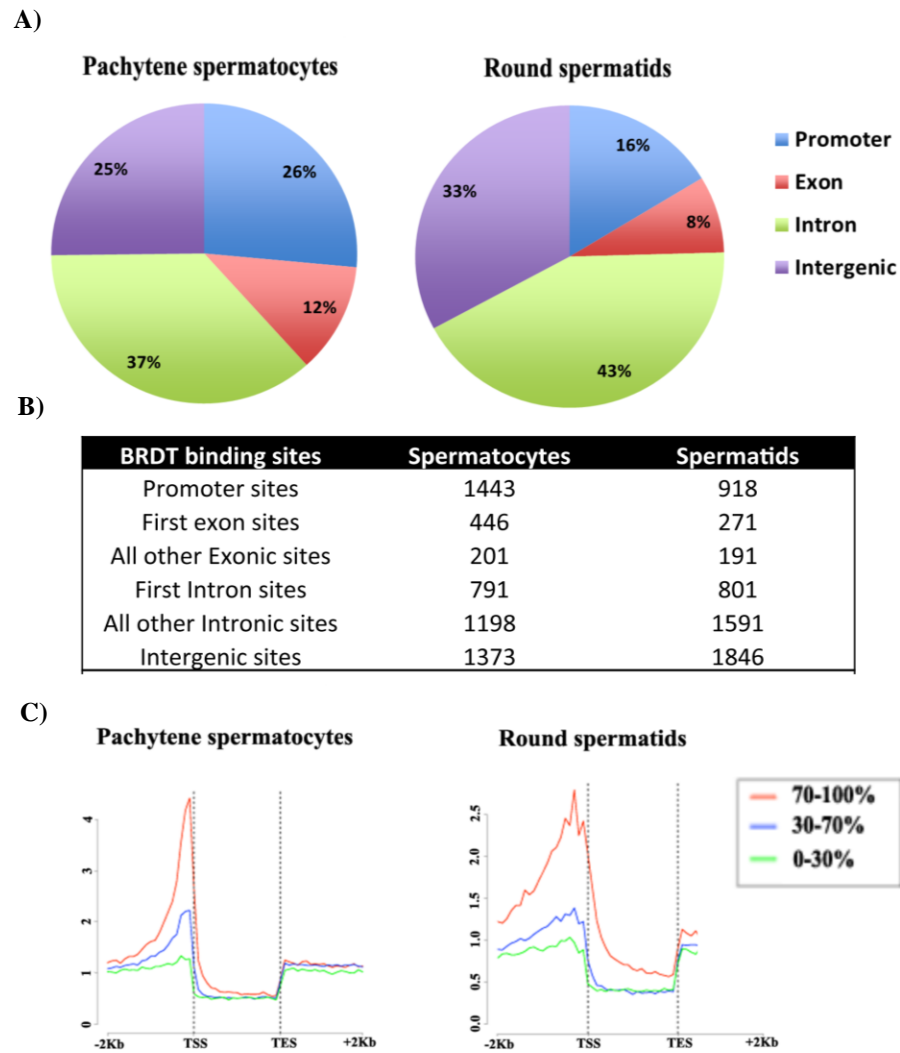 A)
Pachytene spermatocytes
Round spermatids
26%
12%
37%
25%
16%
8%
43%
33%
Promoter
Exon
Intron
Intergenic
B)
BRDT binding sites Spermatocytes Spermatids
Promoter sites 1443 918
First exon sites 446 271
All other Exonic sites 201 191
First Intron sites 791 801
All other Intronic sites 1198 1591
Intergenic sites 1373 1846
C)
Pachytene spermatocytes
Round spermatids
4
3
2
1
0
-2Kb TSS TES +2Kb
2.5
2.0
1.5
1.0
0.5
0.0
-2Kb TSS TES +2Kb
70-100%
30-70%
0-30%